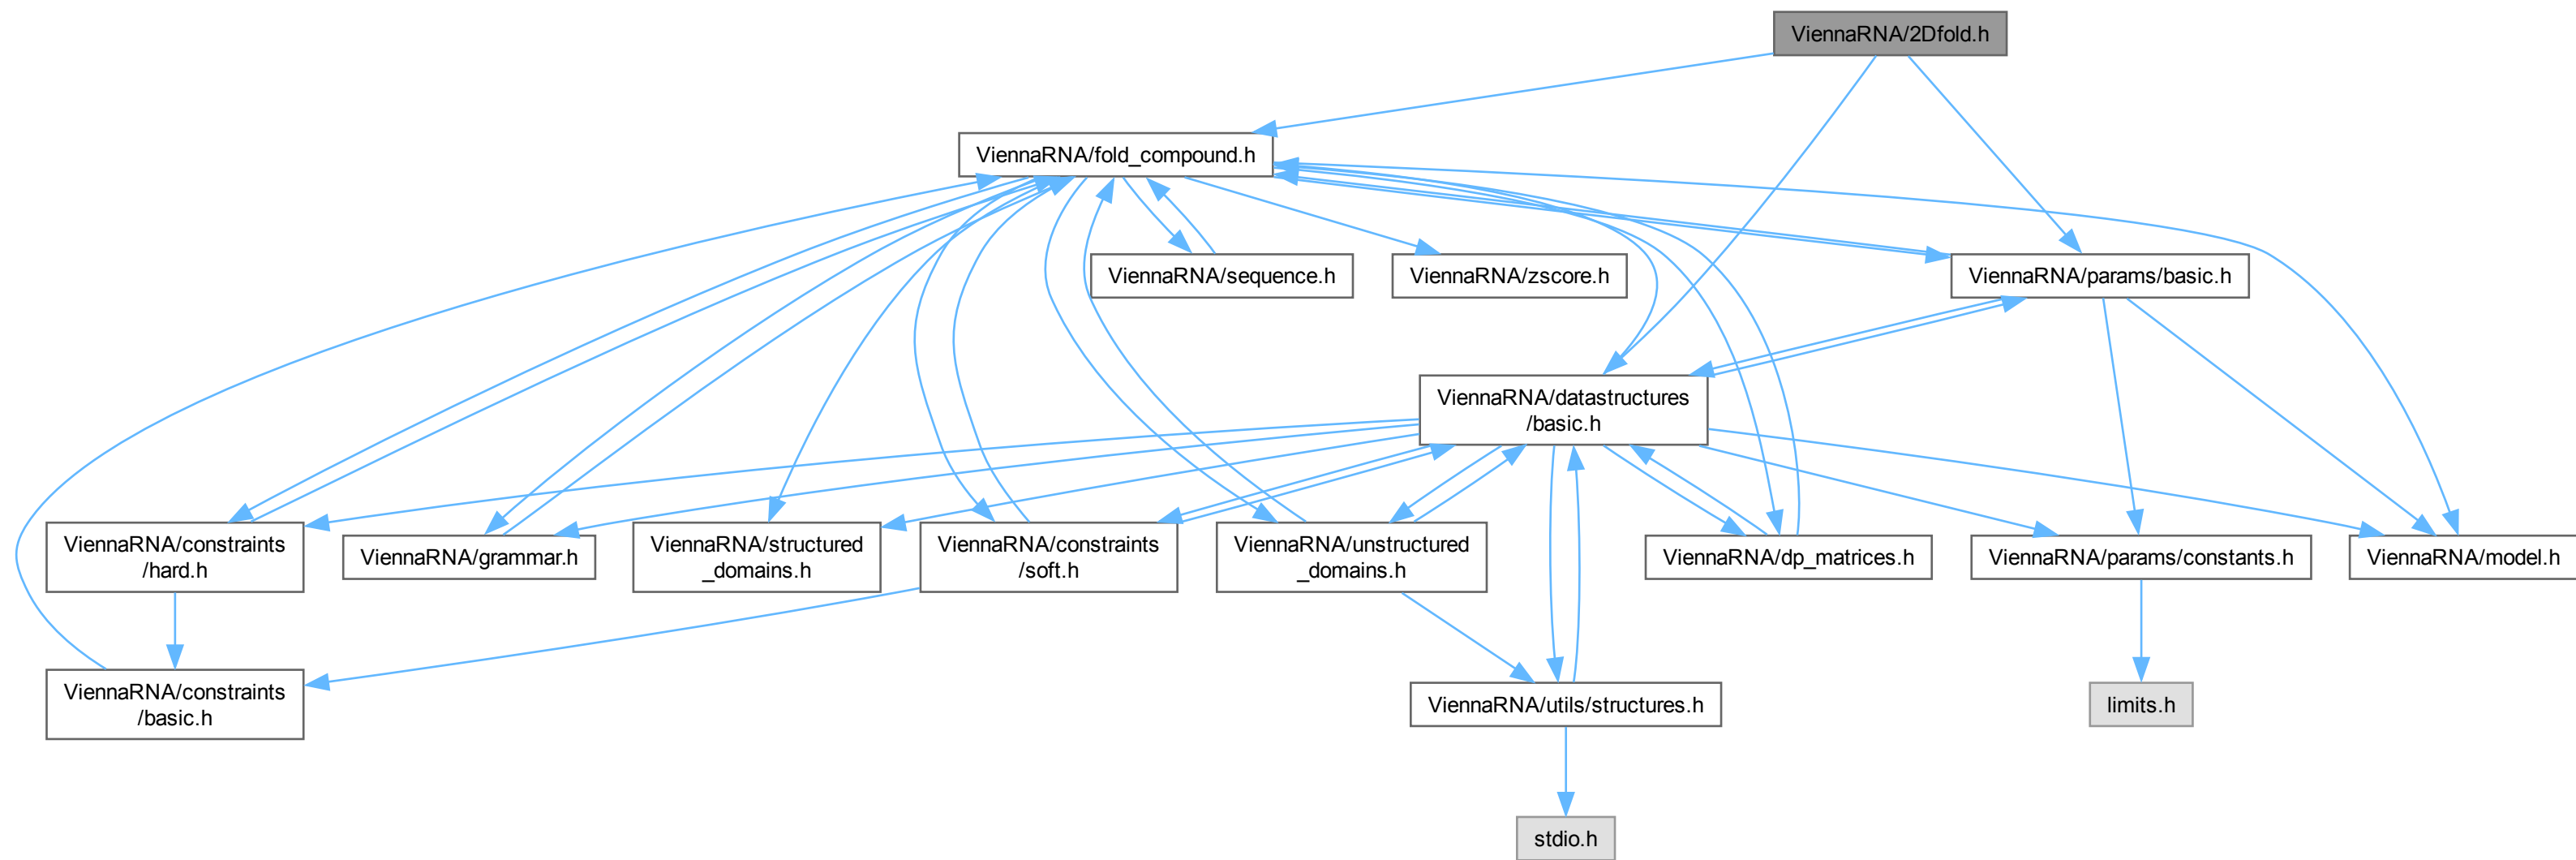 ViennaRNA/2Dfold.h
ViennaRNA/fold_compound.h
ViennaRNA/sequence.h
ViennaRNA/zscore.h
ViennaRNA/params/basic.h
ViennaRNA/datastructures
/basic.h
ViennaRNA/constraints
/hard.h
ViennaRNA/grammar.h
ViennaRNA/structured
_domains.h
ViennaRNA/constraints
/soft.h
ViennaRNA/unstructured
_domains.h
ViennaRNA/dp_matrices.h
ViennaRNA/params/constants.h
ViennaRNA/model.h
ViennaRNA/constraints
/basic.h
ViennaRNA/utils/structures.h
limits.h
stdio.h